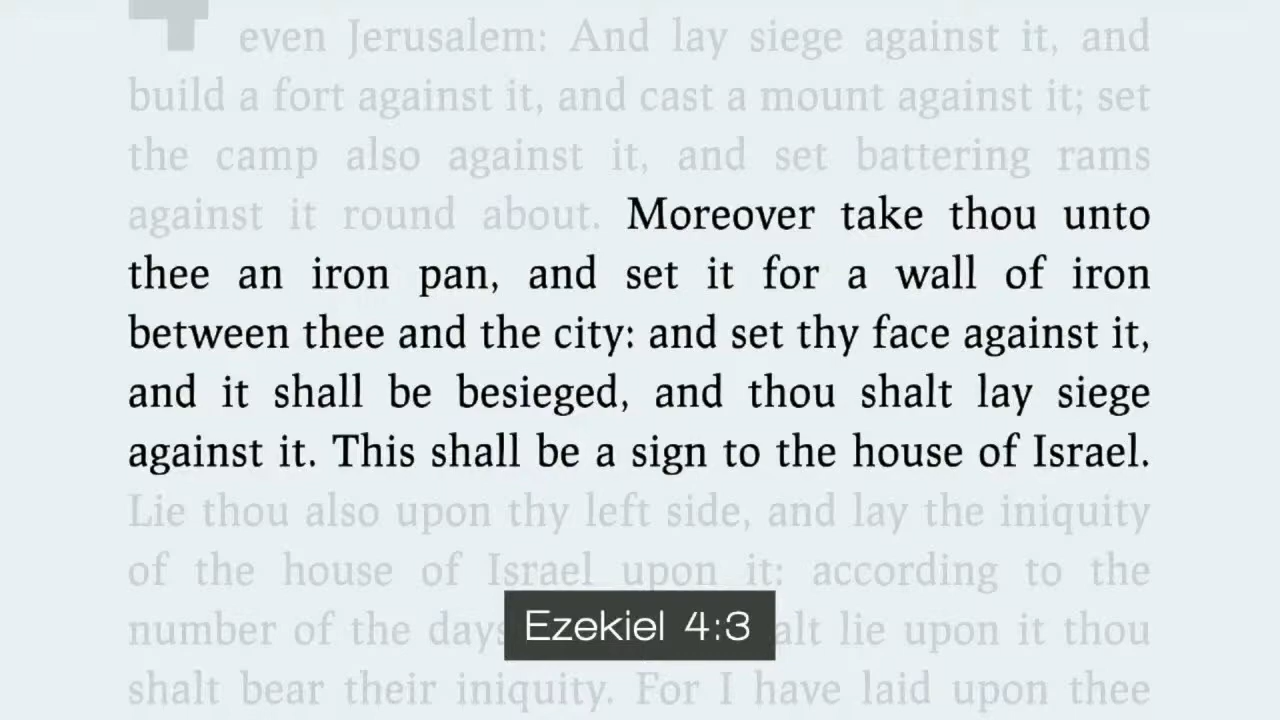 even Jerusalem: And lay siege against it, and
build a fort against it, and cast a mount against it; set
the camp also against it, and set battering rams
against it round about. Moreover take thou unto
thee an iron pan, and set it for a wall of iron
between thee and the city: and set thy face against it,
and it shall be besieged, and thou shalt lay siege
against it. This shall be a sign to the house of Israel.
Lie thou also upon thy left side, and lay the iniquity
of the house of Israel upon it: according to the
number of the days alt lie upon it thou
Ezekiel 4:3
shalt bear their iniquity. For I have laid upon thee